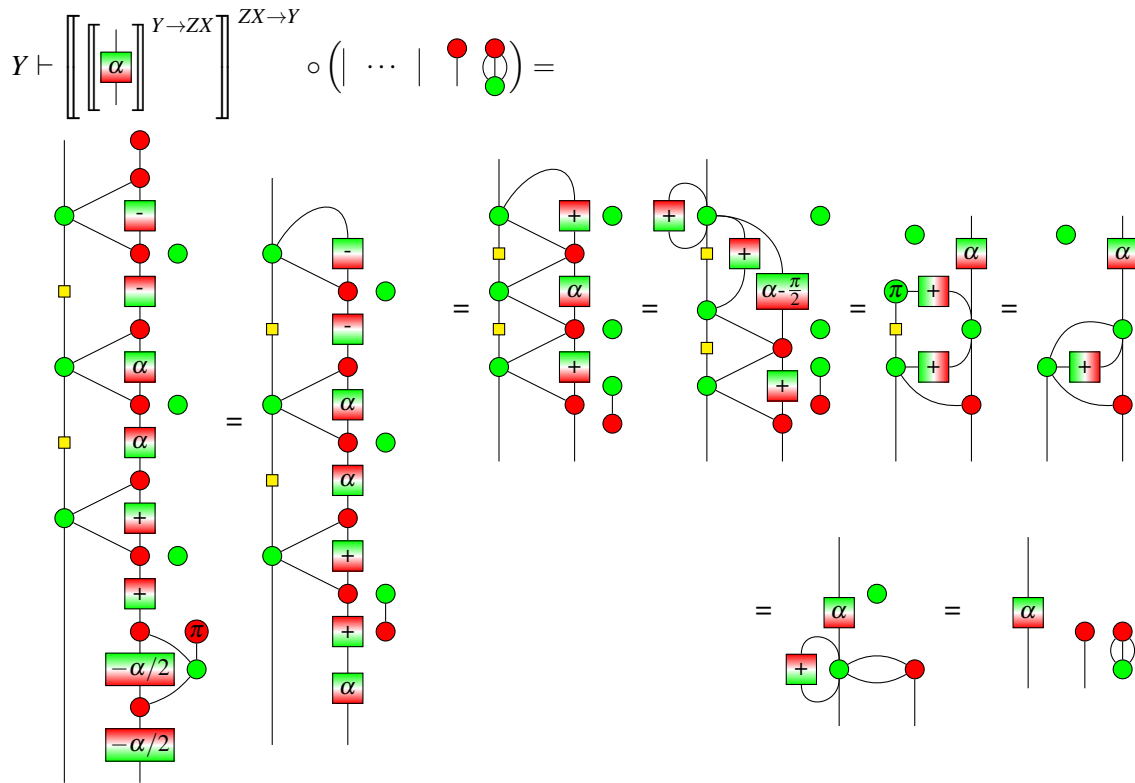 Y ⊢ ⟦⟦ α ⟧^{Y→ZX}⟧^{ZX→Y} ∘ ( | ⋯ | ) =
-
-
α
α
+
+
π
−α/2
−α/2
=
-
-
α
α
+
+
α
=
+
α
+
=
+
+
α-π/2
+
=
α
π
+
+
=
α
+
=
α
+
=
α